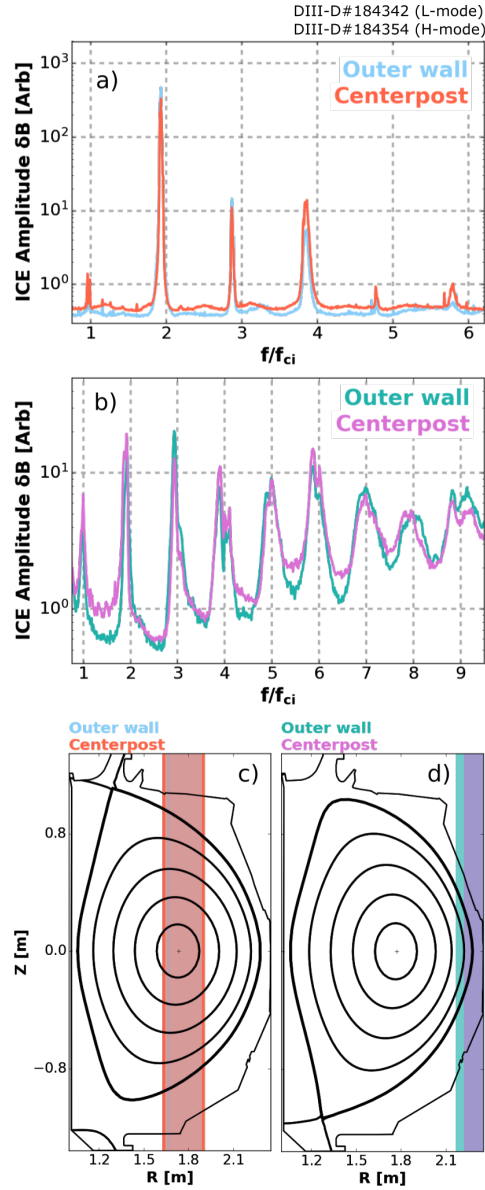 DIII-D#184342 (L-mode)
DIII-D#184354 (H-mode)
a)
Outer wall
Centerpost
ICE Amplitude δB [Arb]
10³
10²
10¹
10⁰
1 2 3 4 5 6
f/f_ci
b)
Outer wall
Centerpost
ICE Amplitude δB [Arb]
10¹
10⁰
1 2 3 4 5 6 7 8 9
f/f_ci
Outer wall
Centerpost
Outer wall
Centerpost
c)
d)
Z [m]
0.8
0.0
−0.8
1.2 1.5 1.8 2.1
1.2 1.5 1.8 2.1
R [m]
R [m]